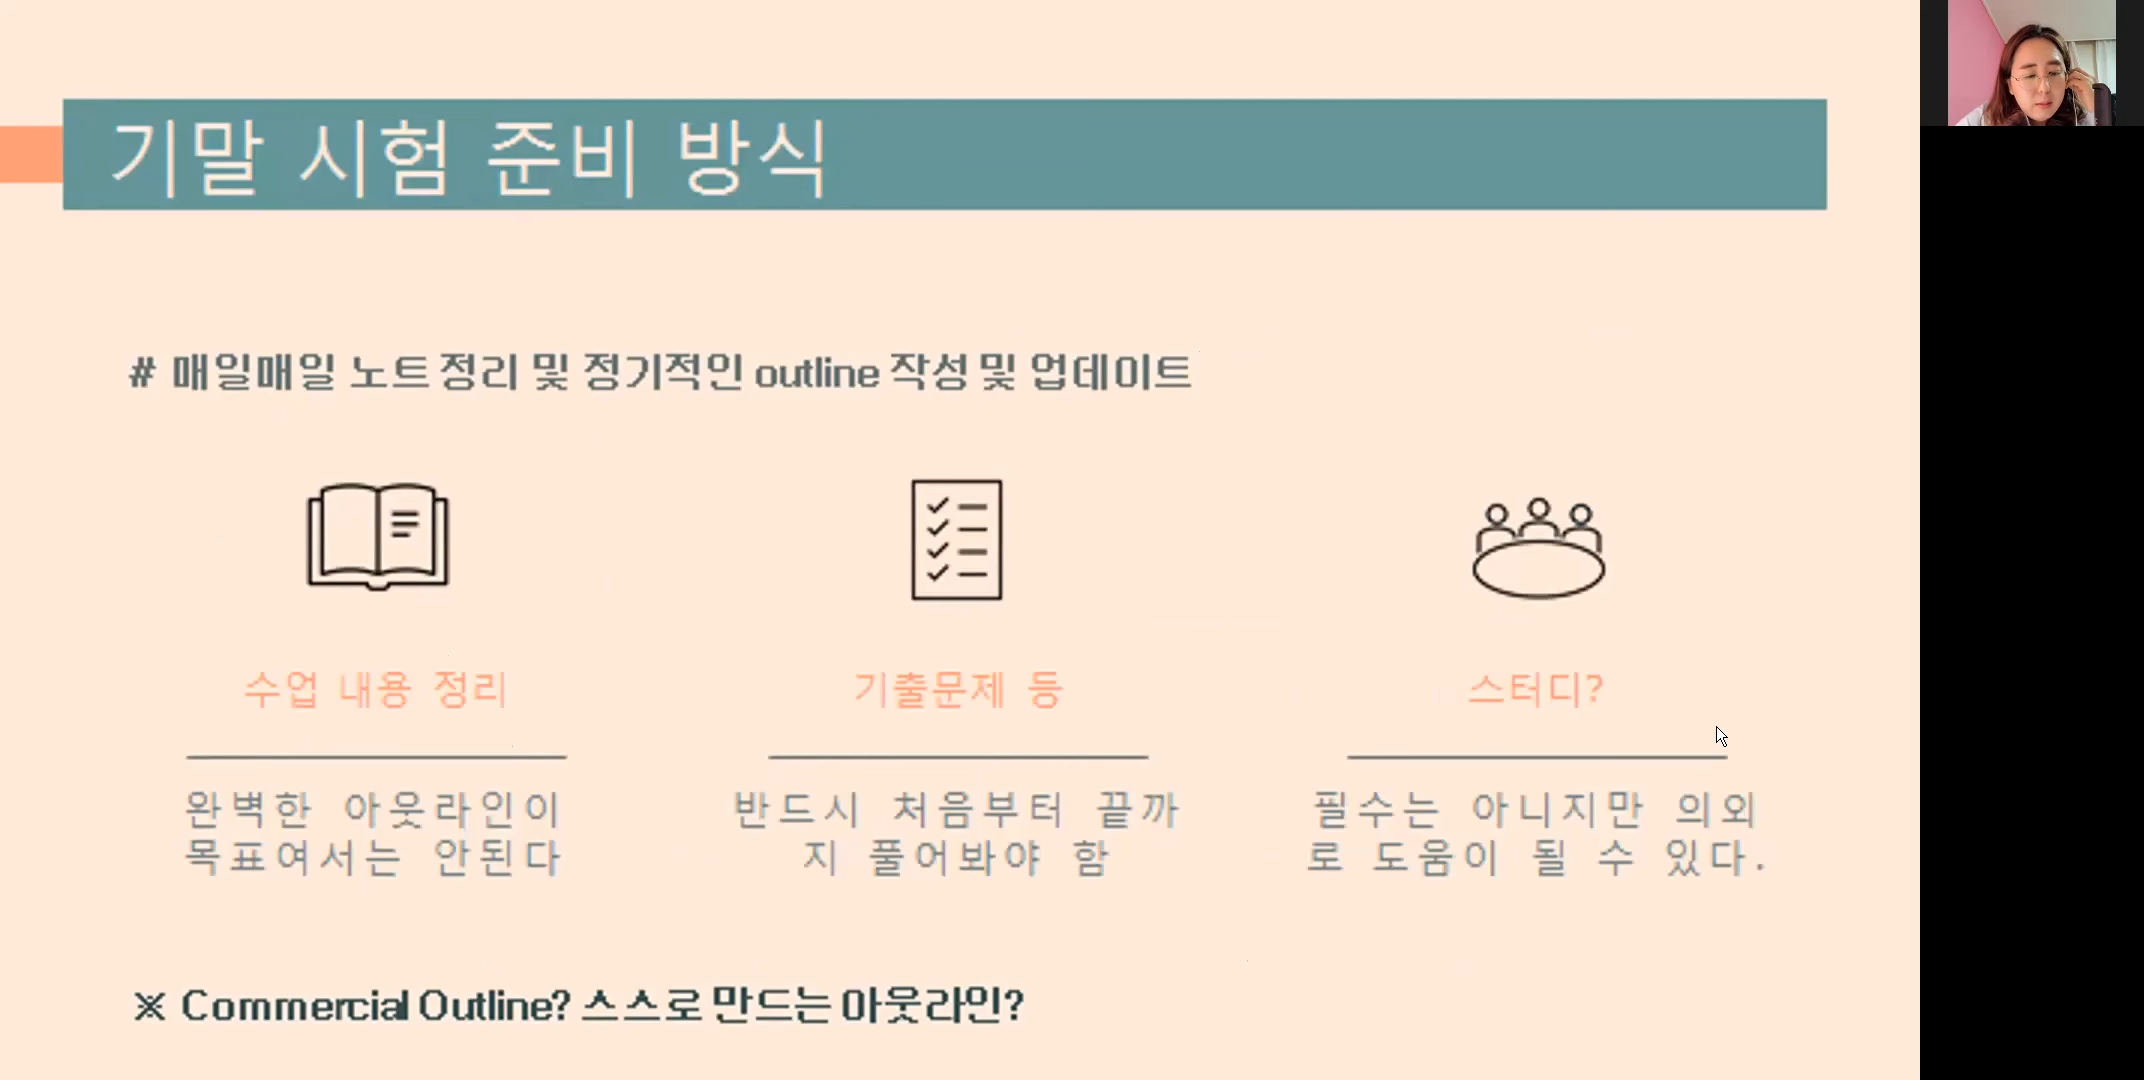 기말 시험 준비 방식
# 매일매일 노트 정리 및 정기적인 outline 작성 및 업데이트
수업 내용 정리
완벽한 아웃라인이
목표여서는 안된다
기출문제 등
반드시 처음부터 끝까
지 풀어봐야 함
스터디?
필수는 아니지만 의외
로 도움이 될 수 있다.
※ Commercial Outline? 스스로 만드는 아웃라인?